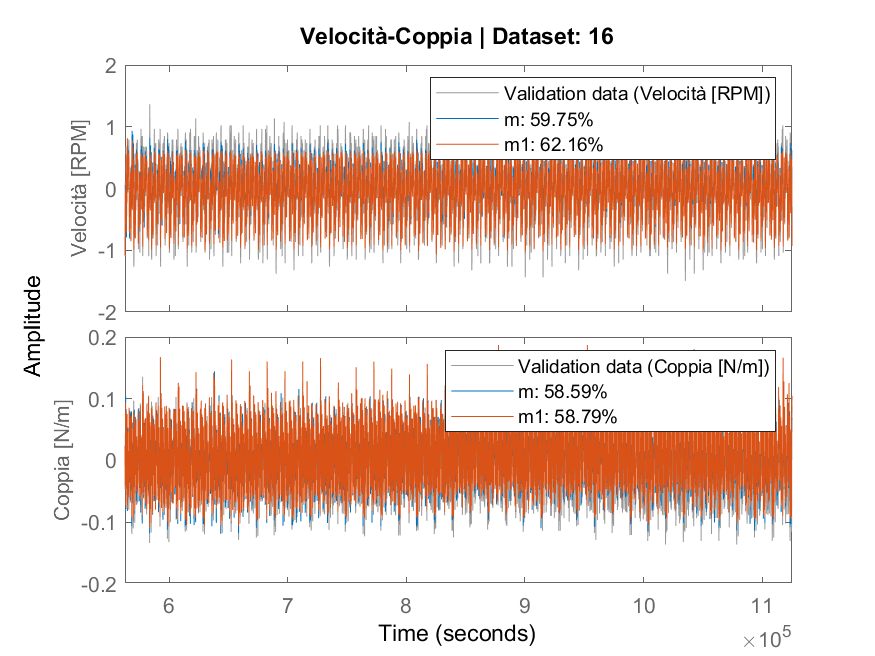 Velocità-Coppia | Dataset: 16
Amplitude
Velocità [RPM]
2
1
0
-1
-2
Validation data (Velocità [RPM])
m: 59.75%
m1: 62.16%
Coppia [N/m]
0.2
0.1
0
-0.1
-0.2
Validation data (Coppia [N/m])
m: 58.59%
m1: 58.79%
6 7 8 9 10 11
Time (seconds)
×10⁵